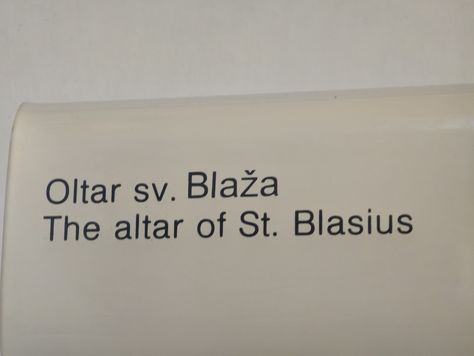 Oltar sv. Blaža
The altar of St. Blasius